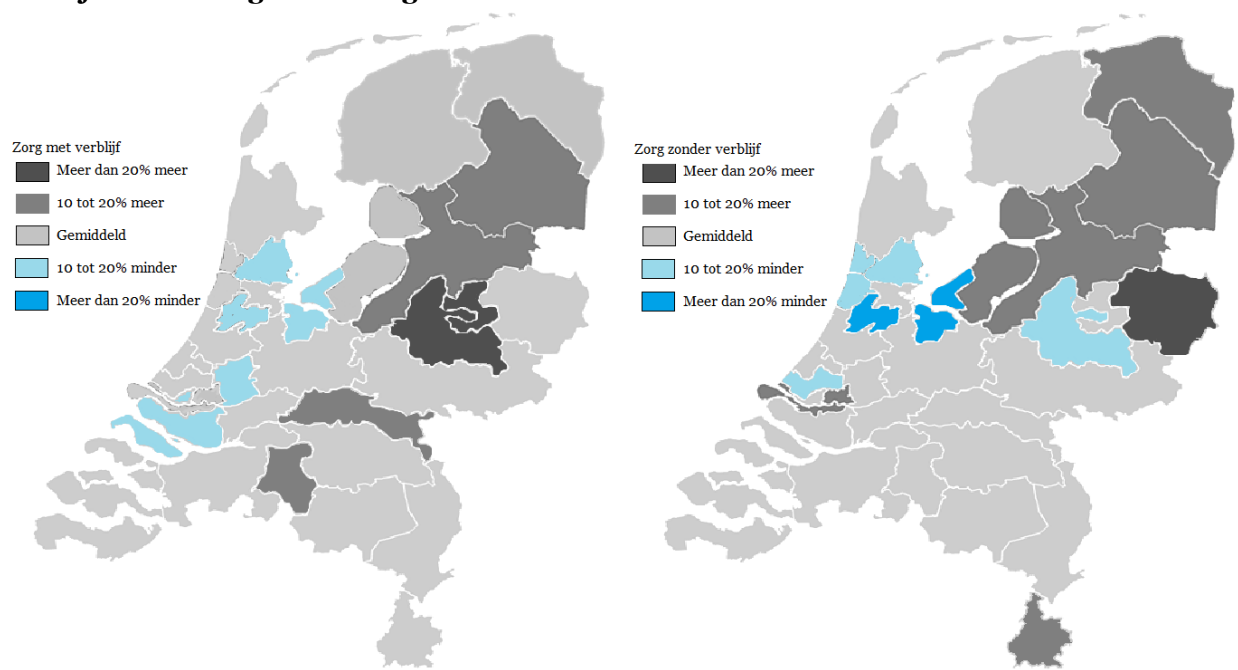 Zorg met verblijf
Meer dan 20% meer
10 tot 20% meer
Gemiddeld
10 tot 20% minder
Meer dan 20% minder
Zorg zonder verblijf
Meer dan 20% meer
10 tot 20% meer
Gemiddeld
10 tot 20% minder
Meer dan 20% minder